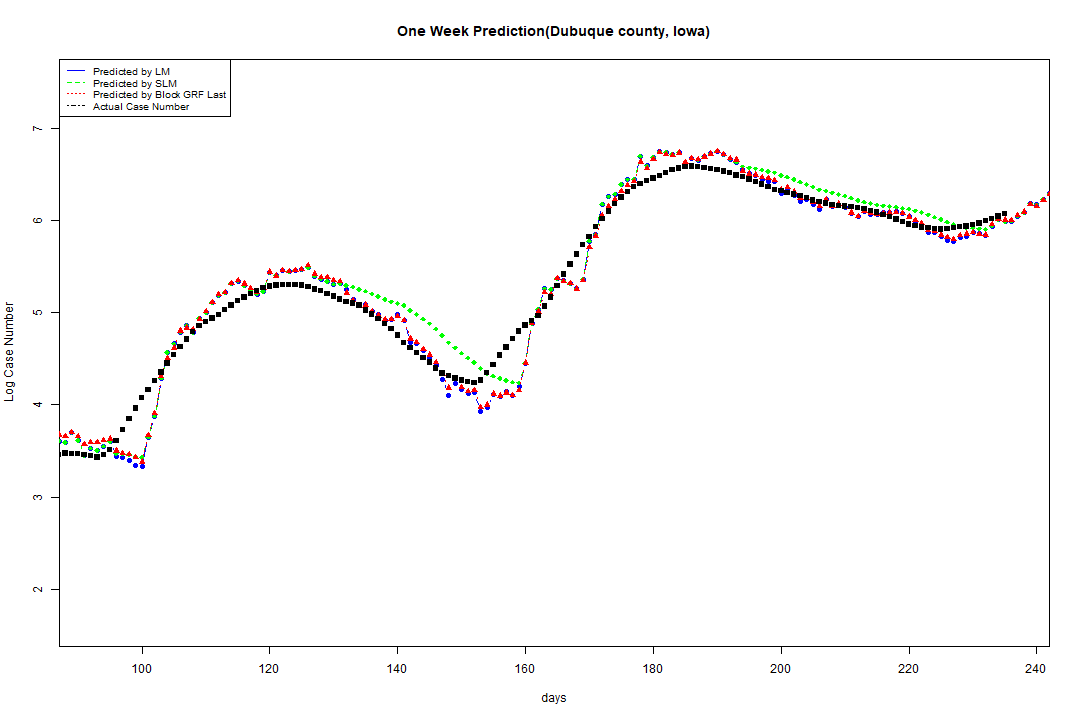 One Week Prediction(Dubuque county, Iowa)
Predicted by LM
Predicted by SLM
Predicted by Block GRF Last
Actual Case Number
7
6
5
4
3
2
Log Case Number
100 120 140 160 180 200 220 240
days